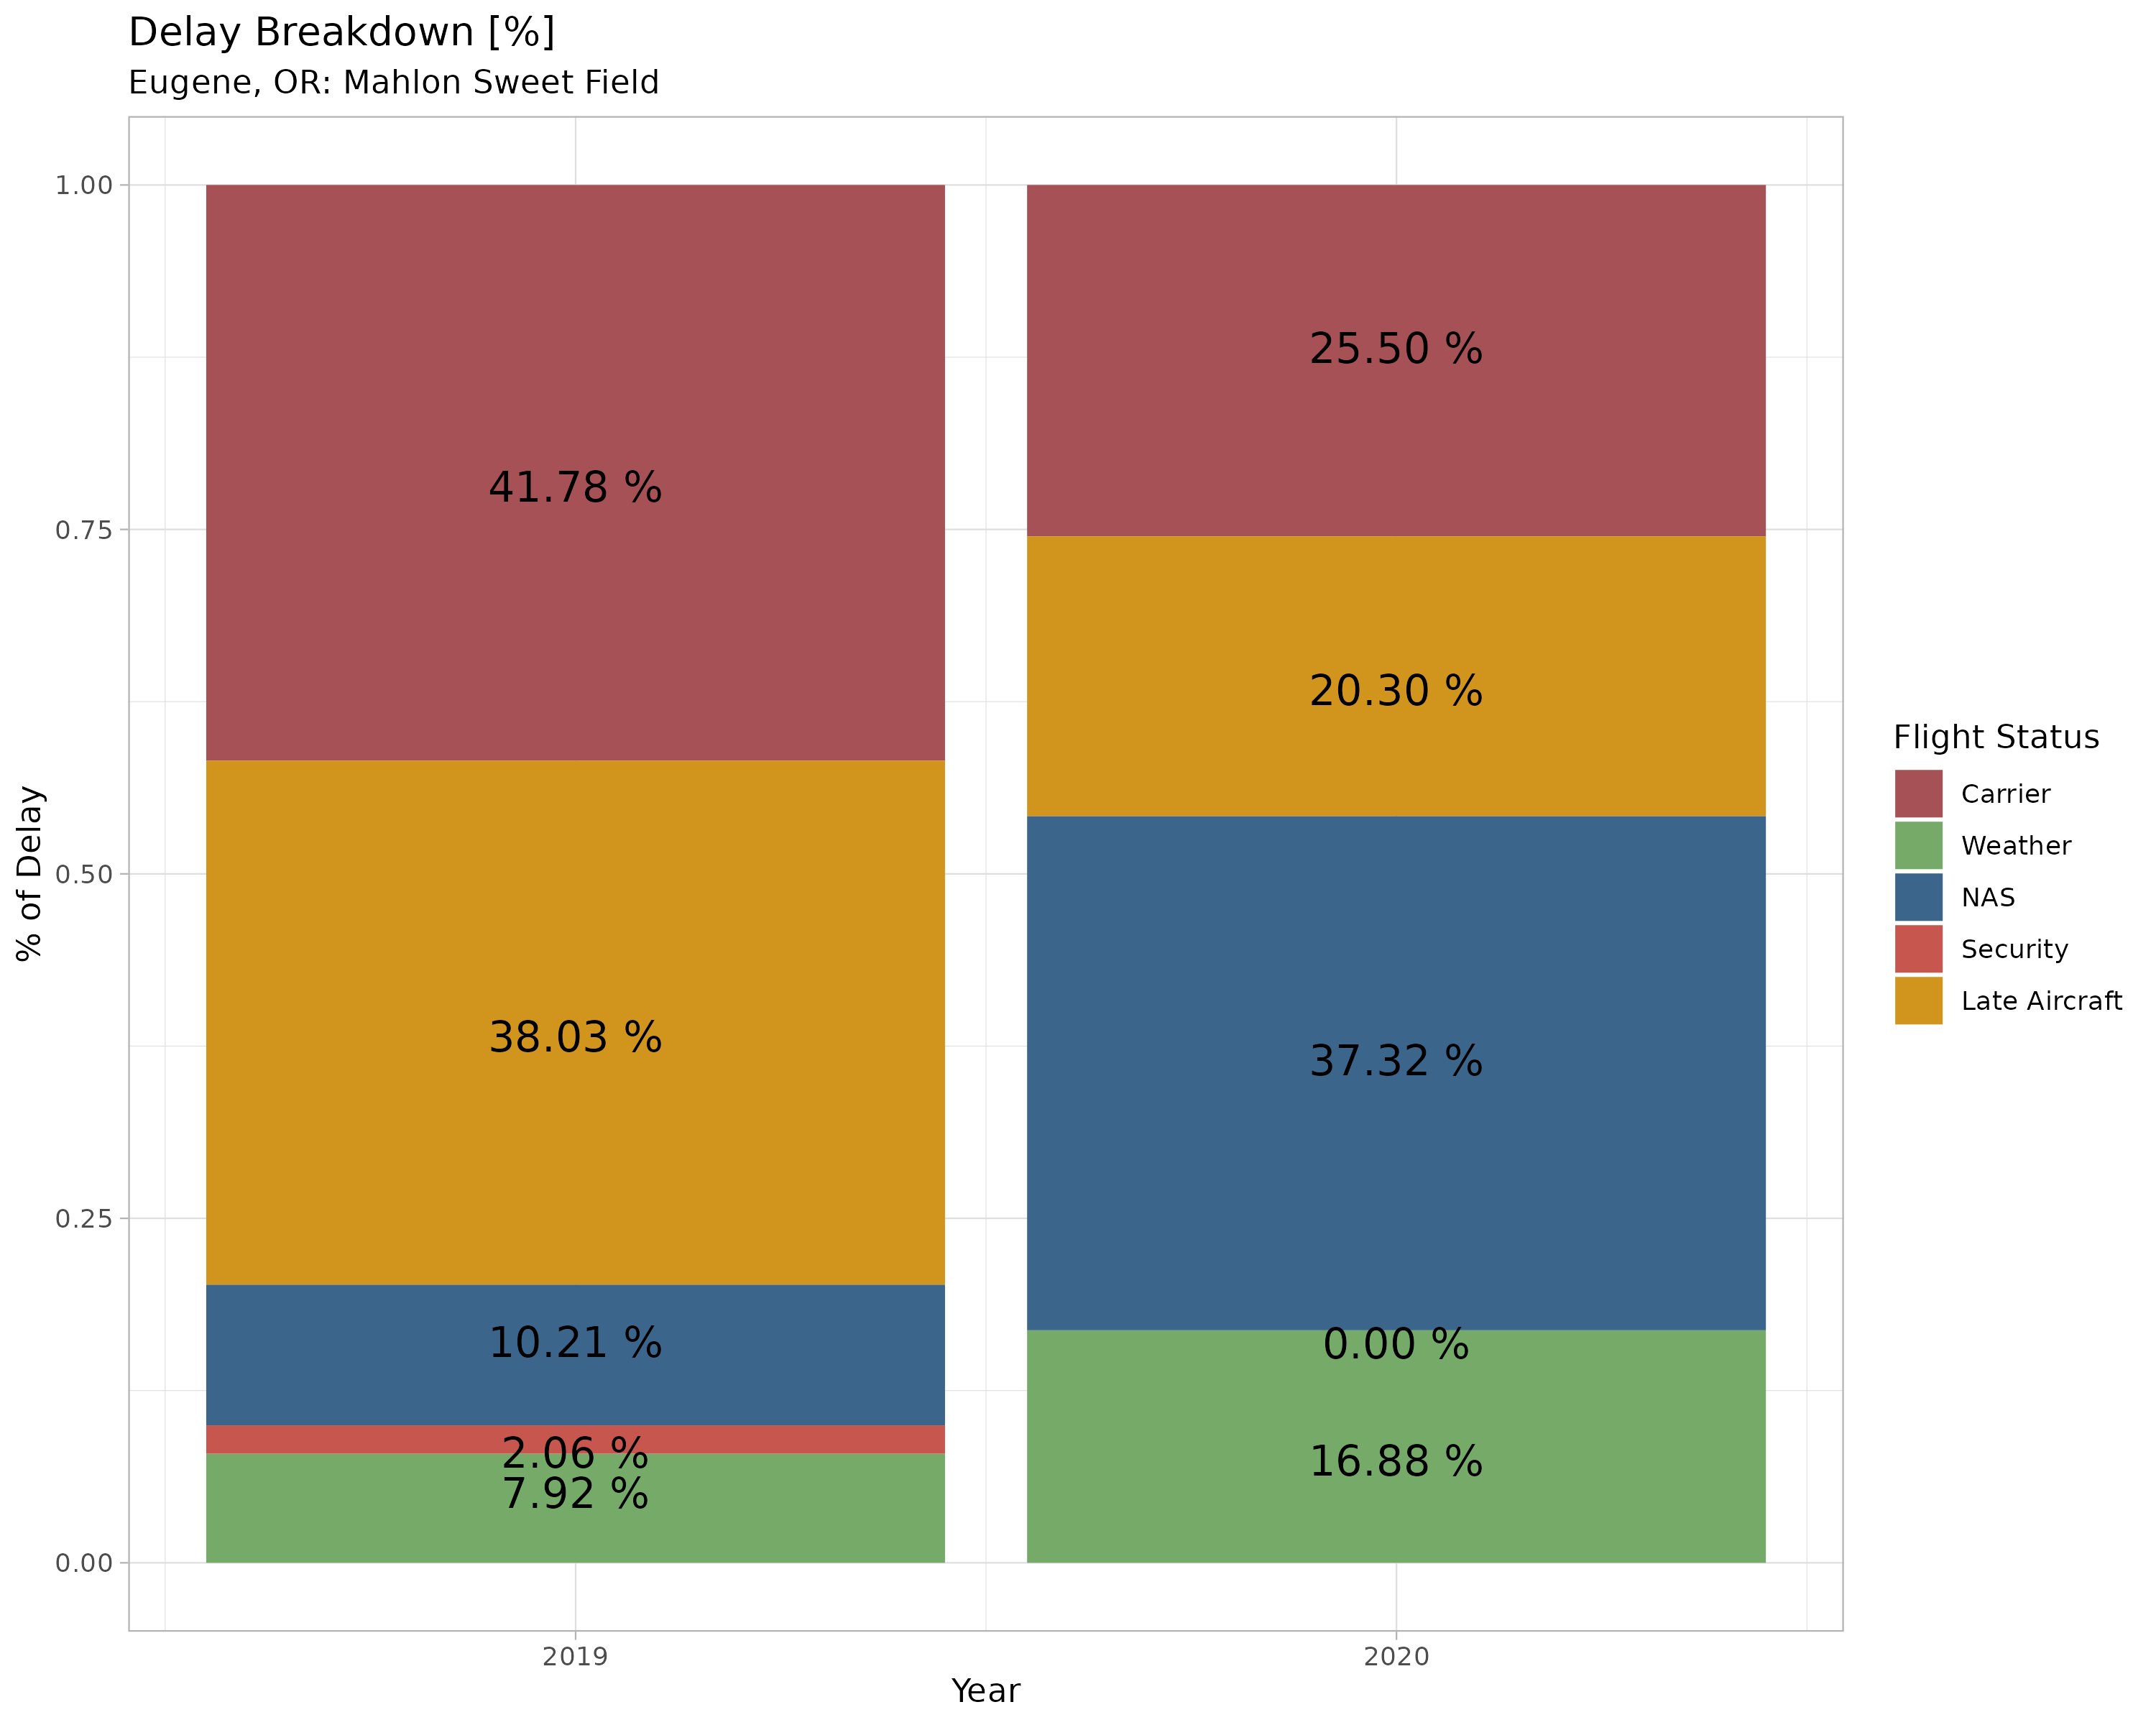 Delay Breakdown [%]
Eugene, OR: Mahlon Sweet Field
% of Delay
1.00
0.75
0.50
0.25
0.00
41.78 %
38.03 %
10.21 %
2.06 %
7.92 %
25.50 %
20.30 %
37.32 %
0.00 %
16.88 %
2019
2020
Year
Flight Status
Carrier
Weather
NAS
Security
Late Aircraft